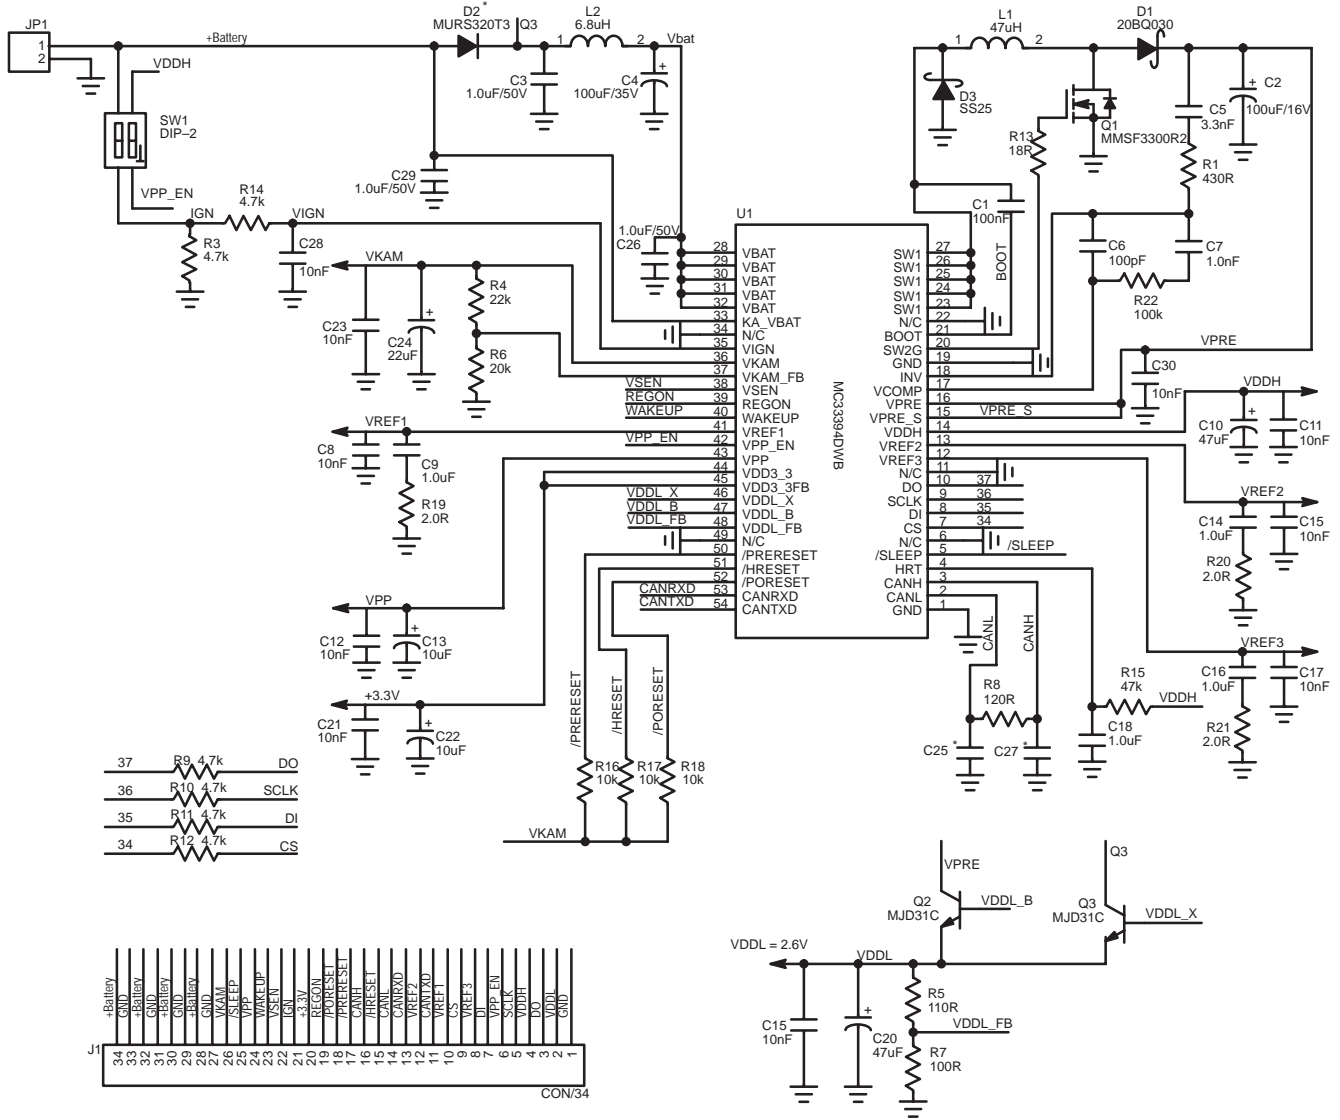 JP1
1
2
+Battery
D2 *
MURS320T3
Q3
L2
6.8uH
1
2
Vbat
VDDH
SW1
DIP–2
VPP_EN
C3
1.0uF/50V
C4
100uF/35V
+
C29
1.0uF/50V
IGN
R14
4.7k
VIGN
R3
4.7k
C28
10nF
1.0uF/50V
C26
L1
47uH
1
2
D1
20BQ030
D3
SS25
Q1
MMSF3300R2
R13
18R
C5
3.3nF
C2
100uF/16V
+
R1
430R
C1
100nF
BOOT
C6
100pF
C7
1.0nF
R22
100k
VPRE
C30
10nF
VPRE_S
VKAM
C23
10nF
C24
22uF
+
R4
22k
R6
20k
U1
MC33394DWB
28 VBAT
29 VBAT
30 VBAT
31 VBAT
32 VBAT
33 KA_VBAT
34 N/C
35 VIGN
36 VKAM
37 VKAM_FB
VSEN 38 VSEN
REGON 39 REGON
WAKEUP 40 WAKEUP
41 VREF1
VPP_EN 42 VPP_EN
43 VPP
44 VDD3_3
45 VDD3_3FB
VDDL_X 46 VDDL_X
VDDL_B 47 VDDL_B
VDDL_FB 48 VDDL_FB
49 N/C
50 /PRERESET
51 /HRESET
52 /PORESET
CANRXD 53 CANRXD
CANTXD 54 CANTXD
SW1 27
SW1 26
SW1 25
SW1 24
SW1 23
N/C 22
BOOT 21
SW2G 20
GND 19
INV 18
VCOMP 17
VPRE 16
VPRE_S 15
VDDH 14
VREF2 13
VREF3 12
N/C 11
DO 10 37
SCLK 9 36
DI 8 35
CS 7 34
N/C 6
/SLEEP 5 /SLEEP
HRT 4
CANH 3
CANL 2
GND 1
VREF1
C8
10nF
C9
1.0uF
R19
2.0R
VPP
C12
10nF
C13
10uF
+
+3.3V
C21
10nF
C22
10uF
+
/PRERESET
/HRESET
/PORESET
R16
10k
R17
10k
R18
10k
VKAM
CANL
CANH
R8
120R
C25 *
C27 *
R15
47k
VDDH
C18
1.0uF
VDDH
C10
47uF
+
C11
10nF
VREF2
C14
1.0uF
C15
10nF
R20
2.0R
VREF3
C16
1.0uF
C17
10nF
R21
2.0R
37 R9 4.7k DO
36 R10 4.7k SCLK
35 R11 4.7k DI
34 R12 4.7k CS
VPRE
Q2
MJD31C
VDDL_B
Q3
Q3
MJD31C
VDDL_X
VDDL = 2.6V
VDDL
C15
10nF
C20
47uF
+
R5
110R
VDDL_FB
R7
100R
+Battery
GND
+Battery
GND
+Battery
GND
+Battery
GND
VKAM
/SLEEP
VPP
WAKEUP
VSEN
IGN
+3.3V
REGON
/PORESET
/PRERESET
CANH
/HRESET
CANL
CANRXD
VREF2
CANTXD
VREF1
CS
VREF3
DI
VPP_EN
SCLK
VDDH
DO
VDDL
GND
J1
34 33 32 31 30 29 28 27 26 25 24 23 22 21 20 19 18 17 16 15 14 13 12 11 10 9 8 7 6 5 4 3 2 1
CON/34